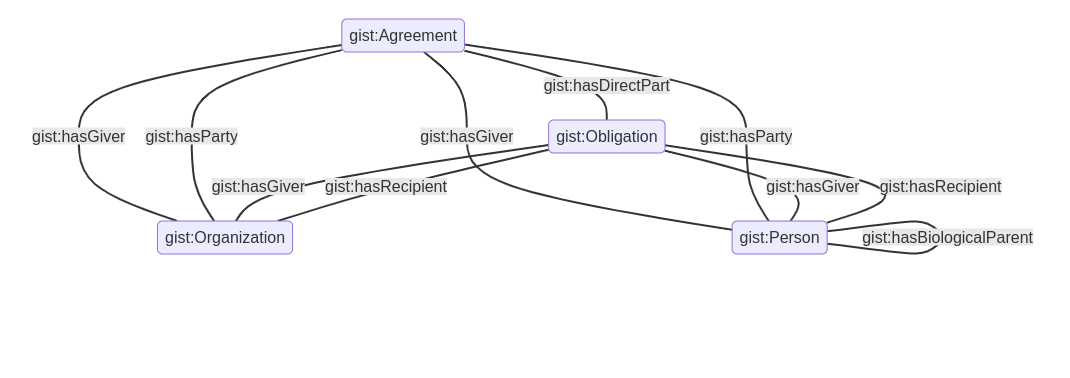 gist:Agreement
gist:hasDirectPart
gist:hasGiver
gist:hasParty
gist:hasGiver
gist:Obligation
gist:hasParty
gist:hasGiver
gist:hasRecipient
gist:hasGiver
gist:hasRecipient
gist:Organization
gist:Person
gist:hasBiologicalParent